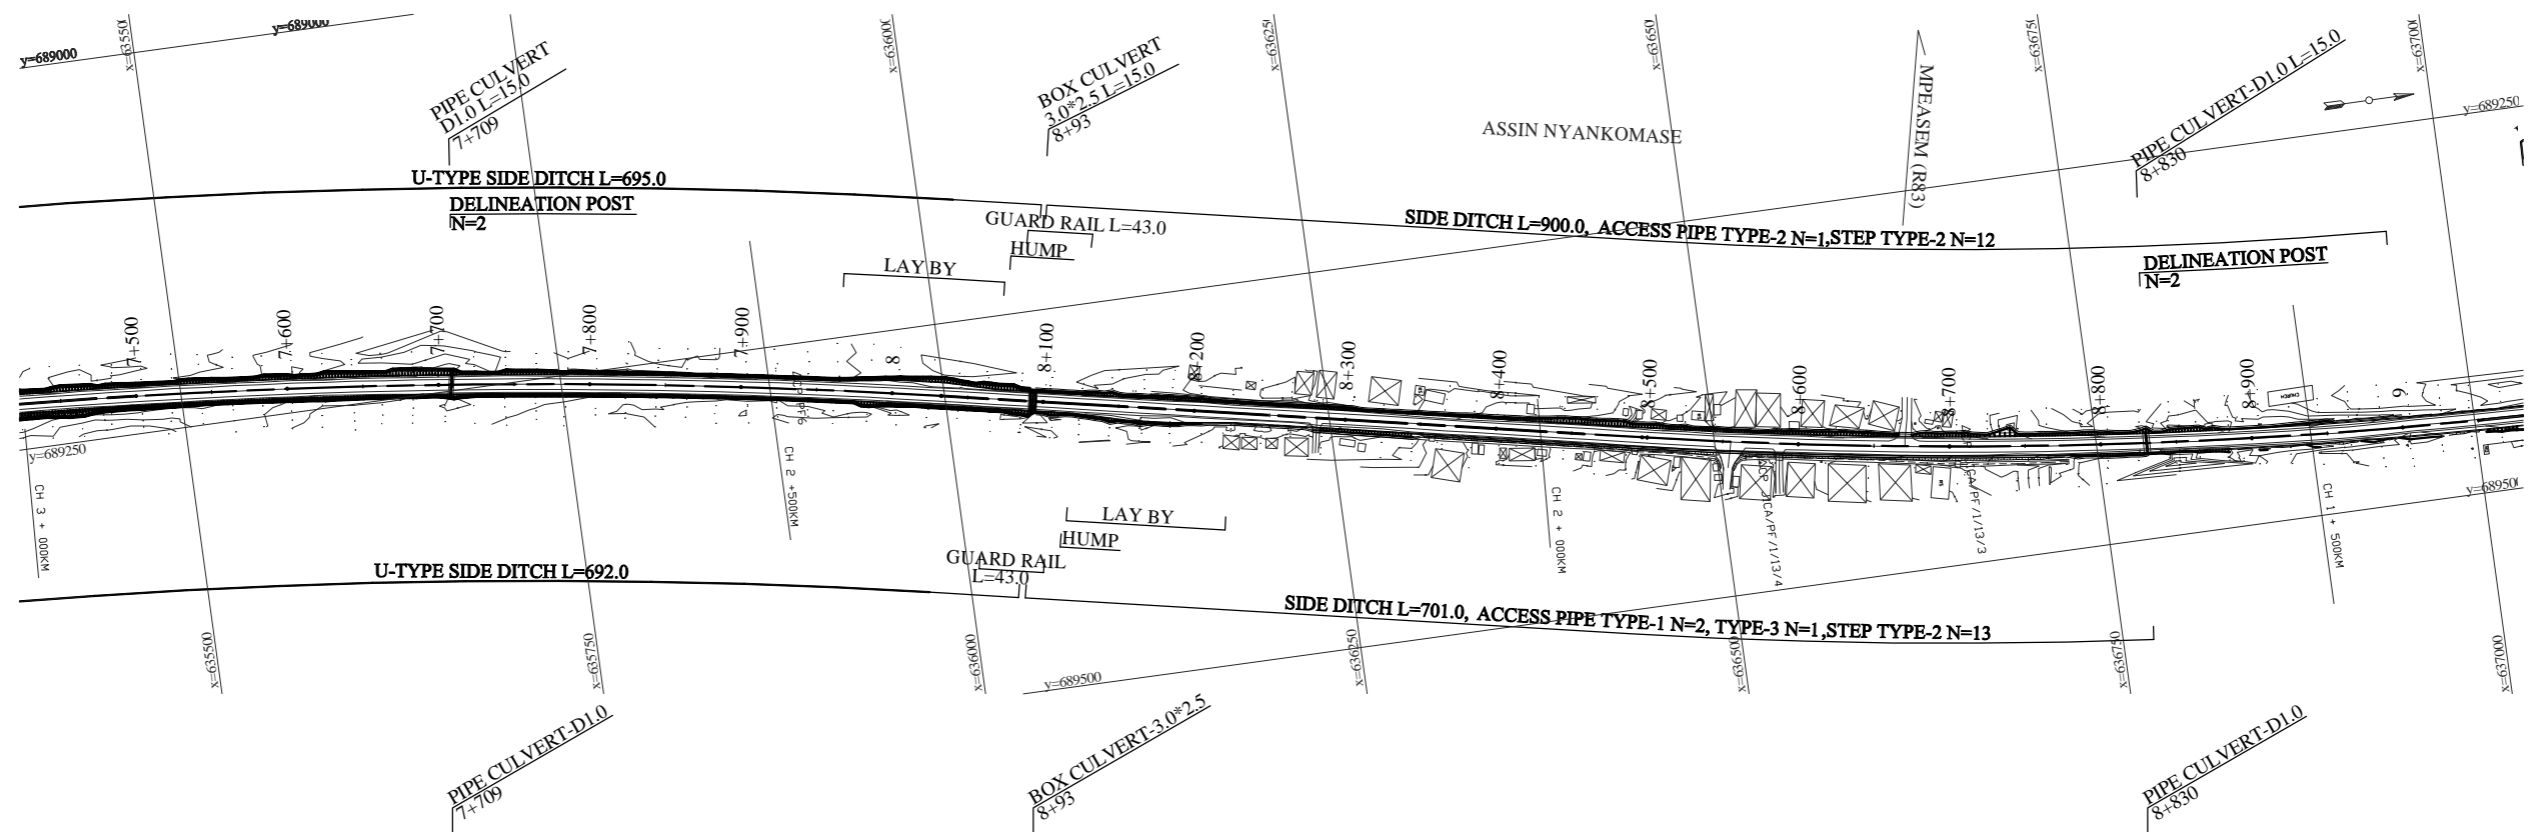 y=689000
y=689000
x=635500
x=636000
x=636250
x=636500
x=636750
x=637000
PIPE CULVERT
D1.0 L=15.0
7+709
BOX CULVERT
3.0*2.5 L=15.0
8+93
ASSIN NYANKOMASE
MPEASEM (R83)
PIPE CULVERT-D1.0 L=15.0
8+830
y=689250
U-TYPE SIDE DITCH L=695.0
DELINEATION POST
N=2
GUARD RAIL L=43.0
HUMP
LAY BY
SIDE DITCH L=900.0, ACCESS PIPE TYPE-2 N=1,STEP TYPE-2 N=12
DELINEATION POST
N=2
7+500
7+600
7+700
7+800
7+900
8
8+100
8+200
8+300
8+400
8+500
8+600
8+700
8+800
8+900
9
CHURCH
y=689250
CH 3 + 000KM
CH 2 +500KM
CH 2 + 000KM
CH 1 + 500KM
y=68950
LAY BY
HUMP
GUARD RAIL
L=43.0
U-TYPE SIDE DITCH L=692.0
SIDE DITCH L=701.0, ACCESS PIPE TYPE-1 N=2, TYPE-3 N=1,STEP TYPE-2 N=13
x=635500
x=635750
x=636000
x=636250
x=636500
x=636750
x=637000
y=689500
PIPE CULVERT-D1.0
7+709
BOX CULVERT-3.0*2.5
8+93
PIPE CULVERT-D1.0
8+830